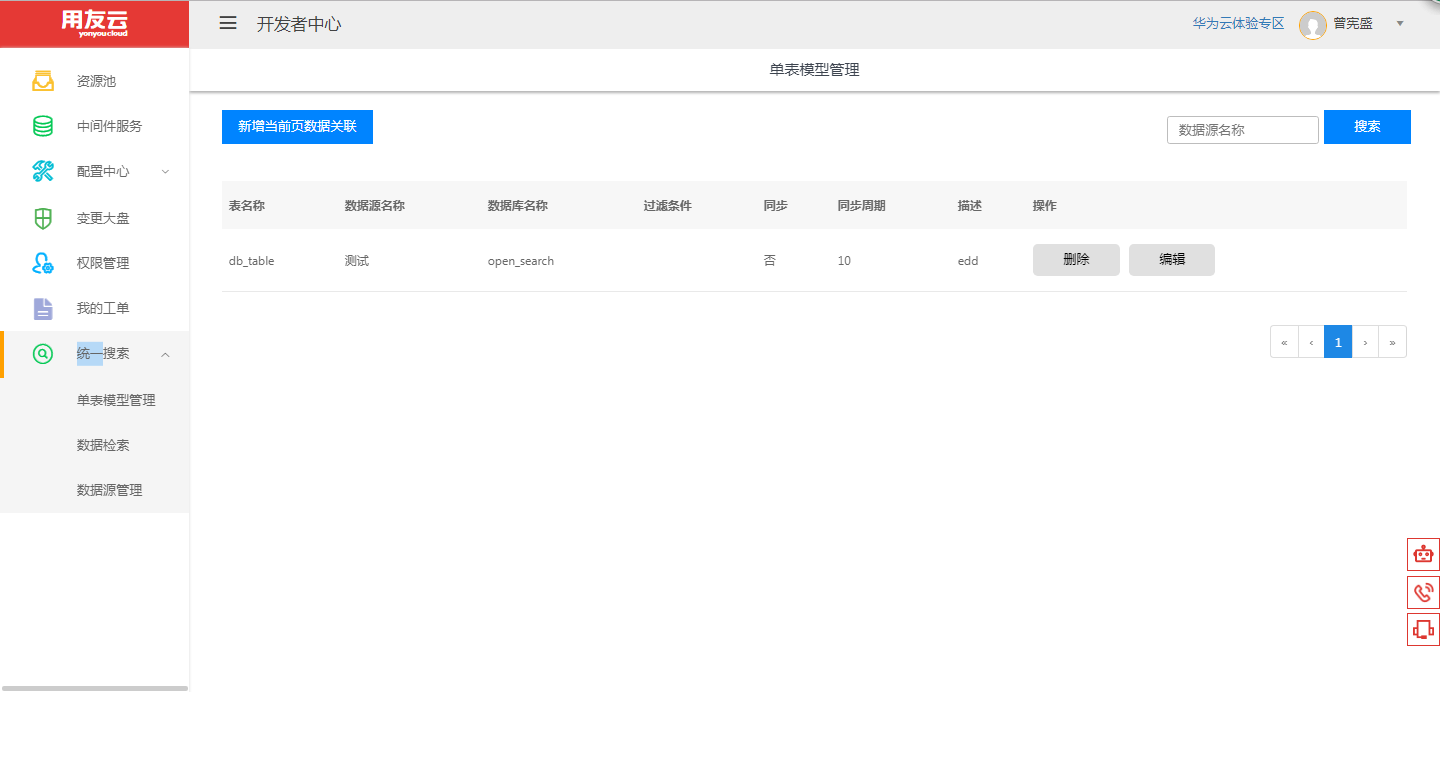 用友云
yonyoucloud
开发者中心
华为云体验专区
曾宪盛
资源池
中间件服务
配置中心
变更大盘
权限管理
我的工单
统一搜索
单表模型管理
数据检索
数据源管理
单表模型管理
新增当前页数据关联
数据源名称 搜索
表名称 数据源名称 数据库名称 过滤条件 同步 同步周期 描述 操作
db_table 测试 open_search 否 10 edd 删除 编辑
« ‹ 1 › »